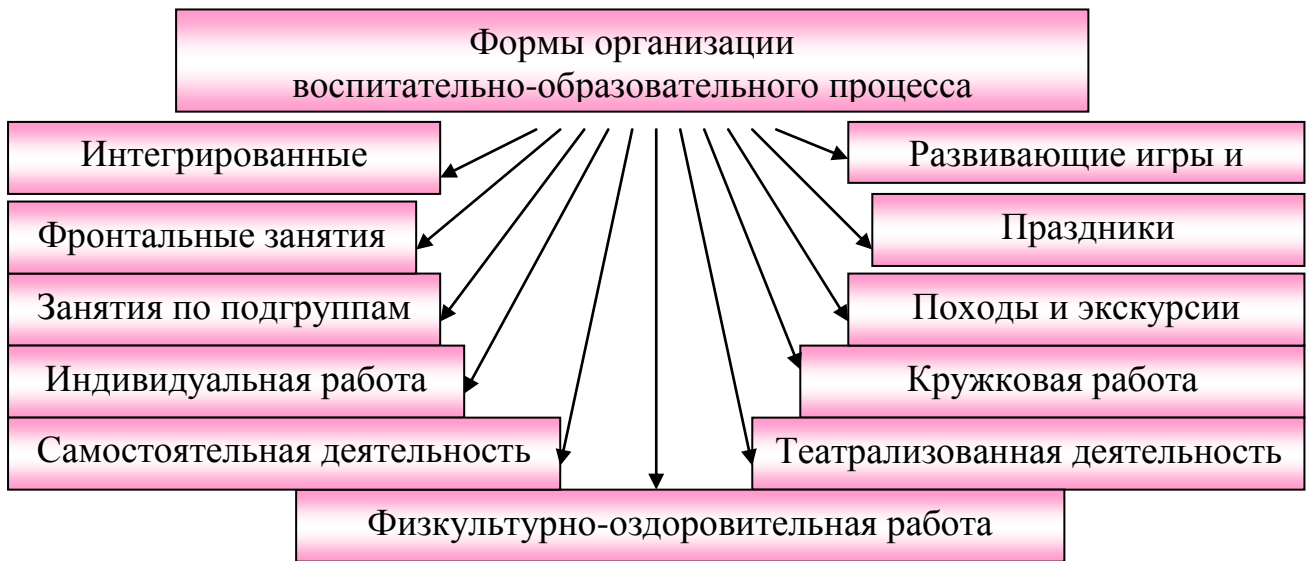 Формы организации
воспитательно-образовательного процесса
Интегрированные
Развивающие игры и
Фронтальные занятия
Праздники
Занятия по подгруппам
Походы и экскурсии
Индивидуальная работа
Кружковая работа
Самостоятельная деятельность
Театрализованная деятельность
Физкультурно-оздоровительная работа